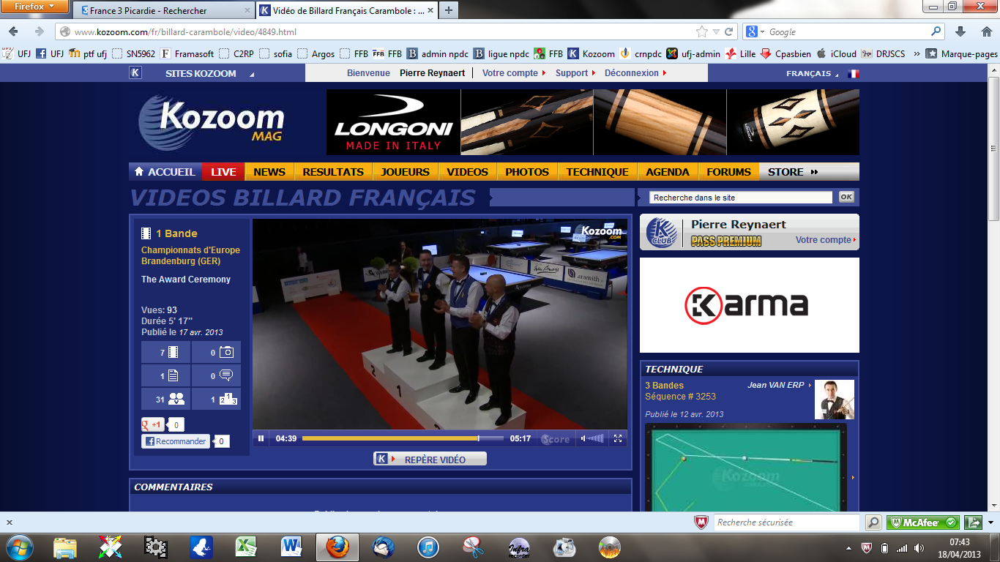 Firefox
France 3 Picardie - Rechercher
Vidéo de Billard Français Carambole : ...
www.kozoom.com/fr/billard-carambole/video/4849.html
Google
UFJ UFJ ptf ufj SN5962 Framasoft C2RP sofia Argos FFB FFB admin npdc ligue npdc FFB Kozoom crnpdc ufj-admin Lille Cpasbien iCloud DRJSCS » Marque-pages
SITES KOZOOM
Bienvenue Pierre Reynaert Votre compte Support Déconnexion
FRANÇAIS
Kozoom
MAG
LONGONI
MADE IN ITALY
ACCUEIL LIVE NEWS RESULTATS JOUEURS VIDEOS PHOTOS TECHNIQUE AGENDA FORUMS STORE
VIDEOS BILLARD FRANÇAIS
Recherche dans le site OK
1 Bande
Championnats d'Europe
Brandenburg (GER)
The Award Ceremony
Vues: 93
Durée 5' 17"
Publié le 17 avr. 2013
7 0
1 0
31 1
+1 0
Recommander 0
Kozoom
.COM
aramith
2 1
04:39 05:17 Score
REPÈRE VIDÉO
COMMENTAIRES
K CLUB
Pierre Reynaert
PASS PREMIUM Votre compte
Karma
TECHNIQUE
3 Bandes Jean VAN ERP
Séquence # 3253
Publié le 12 avr. 2013
Kozoom
Recherche sécurisée
McAfee
Infra
recorder
07:43
18/04/2013